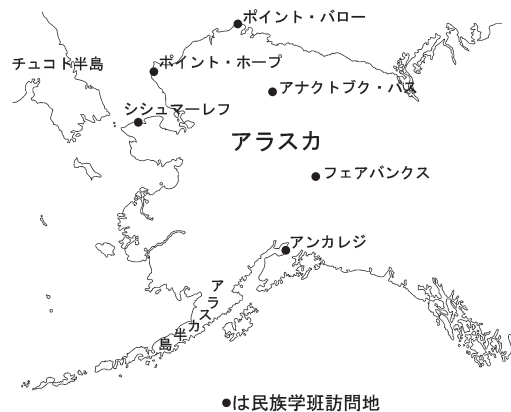 ポイント・バロー
チュコト半島
ポイント・ホープ
アナクトブク・パス
シシュマーレフ
アラスカ
フェアバンクス
アンカレジ
アラスカ半島
●は民族学班訪問地